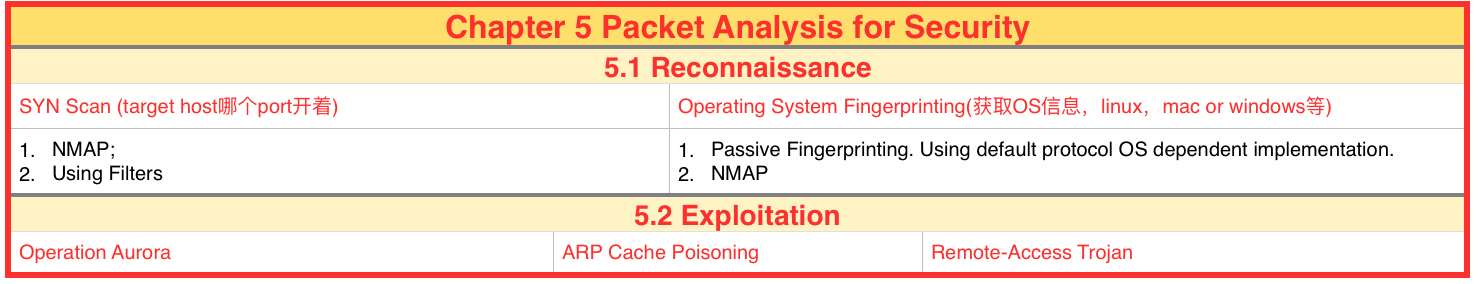 Chapter 5 Packet Analysis for Security
5.1 Reconnaissance
SYN Scan (target host哪个port开着)
Operating System Fingerprinting(获取OS信息，linux，mac or windows等)
1. NMAP;
2. Using Filters
1. Passive Fingerprinting. Using default protocol OS dependent implementation.
2. NMAP
5.2 Exploitation
Operation Aurora
ARP Cache Poisoning
Remote-Access Trojan